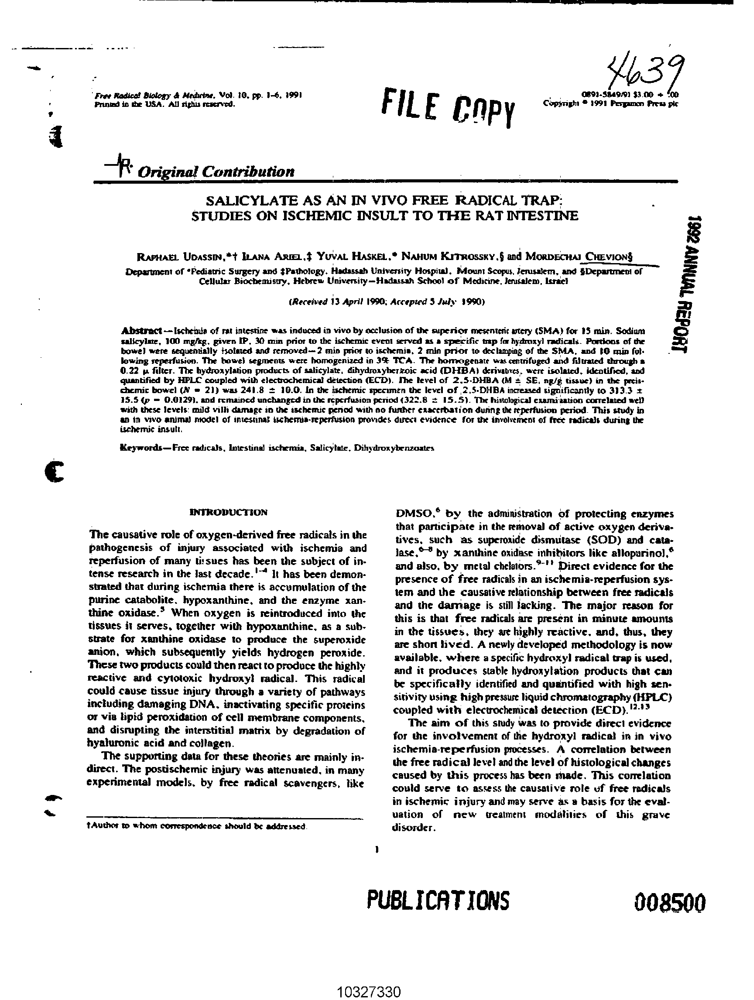 4639
Free Radical Biology & Medicine, Vol. 10, pp. 1-6, 1991
Printed in the USA. All rights reserved.
FILE COPY
0891-5849/91 $3.00 + .00
Copyright © 1991 Pergamon Press plc
Original Contribution
SALICYLATE AS AN IN VIVO FREE RADICAL TRAP:
STUDIES ON ISCHEMIC INSULT TO THE RAT INTESTINE
1992 ANNUAL REPORT
RAPHAEL UDASSIN,*† ILANA ARIEL,‡ YUVAL HASKEL,* NAHUM KITROSSKY,§ and MORDECHAI CHEVION§
Department of *Pediatric Surgery and ‡Pathology, Hadassah University Hospital, Mount Scopus, Jerusalem, and §Department of
Cellular Biochemistry, Hebrew University—Hadassah School of Medicine, Jerusalem, Israel
(Received 13 April 1990; Accepted 5 July 1990)
Abstract—Ischemia of rat intestine was induced in vivo by occlusion of the superior mesenteric artery (SMA) for 15 min. Sodium
salicylate, 100 mg/kg, given IP, 30 min prior to the ischemic event served as a specific trap for hydroxyl radicals. Portions of the
bowel were sequentially isolated and removed—2 min prior to ischemia, 2 min prior to declamping of the SMA, and 10 min fol-
lowing reperfusion. The bowel segments were homogenized in 3% TCA. The homogenate was centrifuged and filtrated through a
0.22 μ filter. The hydroxylation products of salicylate, dihydroxybenzoic acid (DHBA) derivatives, were isolated, identified, and
quantified by HPLC coupled with electrochemical detection (ECD). The level of 2,5-DHBA (M ± SE, ng/g tissue) in the preis-
chemic bowel (N = 21) was 241.8 ± 10.0. In the ischemic specimen the level of 2,5-DHBA increased significantly to 313.3 ±
15.5 (p = 0.0129), and remained unchanged in the reperfusion period (322.8 ± 15.5). The histological examination correlated well
with these levels: mild villi damage in the ischemic period with no further exacerbation during the reperfusion period. This study in
an in vivo animal model of intestinal ischemia-reperfusion provides direct evidence for the involvement of free radicals during the
ischemic insult.
Keywords—Free radicals, Intestinal ischemia, Salicylate, Dihydroxybenzoates
INTRODUCTION
The causative role of oxygen-derived free radicals in the
pathogenesis of injury associated with ischemia and
reperfusion of many tissues has been the subject of in-
tense research in the last decade.1-4 It has been demon-
strated that during ischemia there is accumulation of the
purine catabolite, hypoxanthine, and the enzyme xan-
thine oxidase.5 When oxygen is reintroduced into the
tissues it serves, together with hypoxanthine, as a sub-
strate for xanthine oxidase to produce the superoxide
anion, which subsequently yields hydrogen peroxide.
These two products could then react to produce the highly
reactive and cytotoxic hydroxyl radical. This radical
could cause tissue injury through a variety of pathways
including damaging DNA, inactivating specific proteins
or via lipid peroxidation of cell membrane components,
and disrupting the interstitial matrix by degradation of
hyaluronic acid and collagen.
The supporting data for these theories are mainly in-
direct. The postischemic injury was attenuated, in many
experimental models, by free radical scavengers, like
†Author to whom correspondence should be addressed.
DMSO,6 by the administration of protecting enzymes
that participate in the removal of active oxygen deriva-
tives, such as superoxide dismutase (SOD) and cata-
lase,6-8 by xanthine oxidase inhibitors like allopurinol,6
and also, by metal chelators.9-11 Direct evidence for the
presence of free radicals in an ischemia-reperfusion sys-
tem and the causative relationship between free radicals
and the damage is still lacking. The major reason for
this is that free radicals are present in minute amounts
in the tissues, they are highly reactive, and, thus, they
are short lived. A newly developed methodology is now
available, where a specific hydroxyl radical trap is used,
and it produces stable hydroxylation products that can
be specifically identified and quantified with high sen-
sitivity using high pressure liquid chromatography (HPLC)
coupled with electrochemical detection (ECD).12,13
The aim of this study was to provide direct evidence
for the involvement of the hydroxyl radical in in vivo
ischemia-reperfusion processes. A correlation between
the free radical level and the level of histological changes
caused by this process has been made. This correlation
could serve to assess the causative role of free radicals
in ischemic injury and may serve as a basis for the eval-
uation of new treatment modalities of this grave
disorder.
1
PUBLICATIONS
008500
10327330